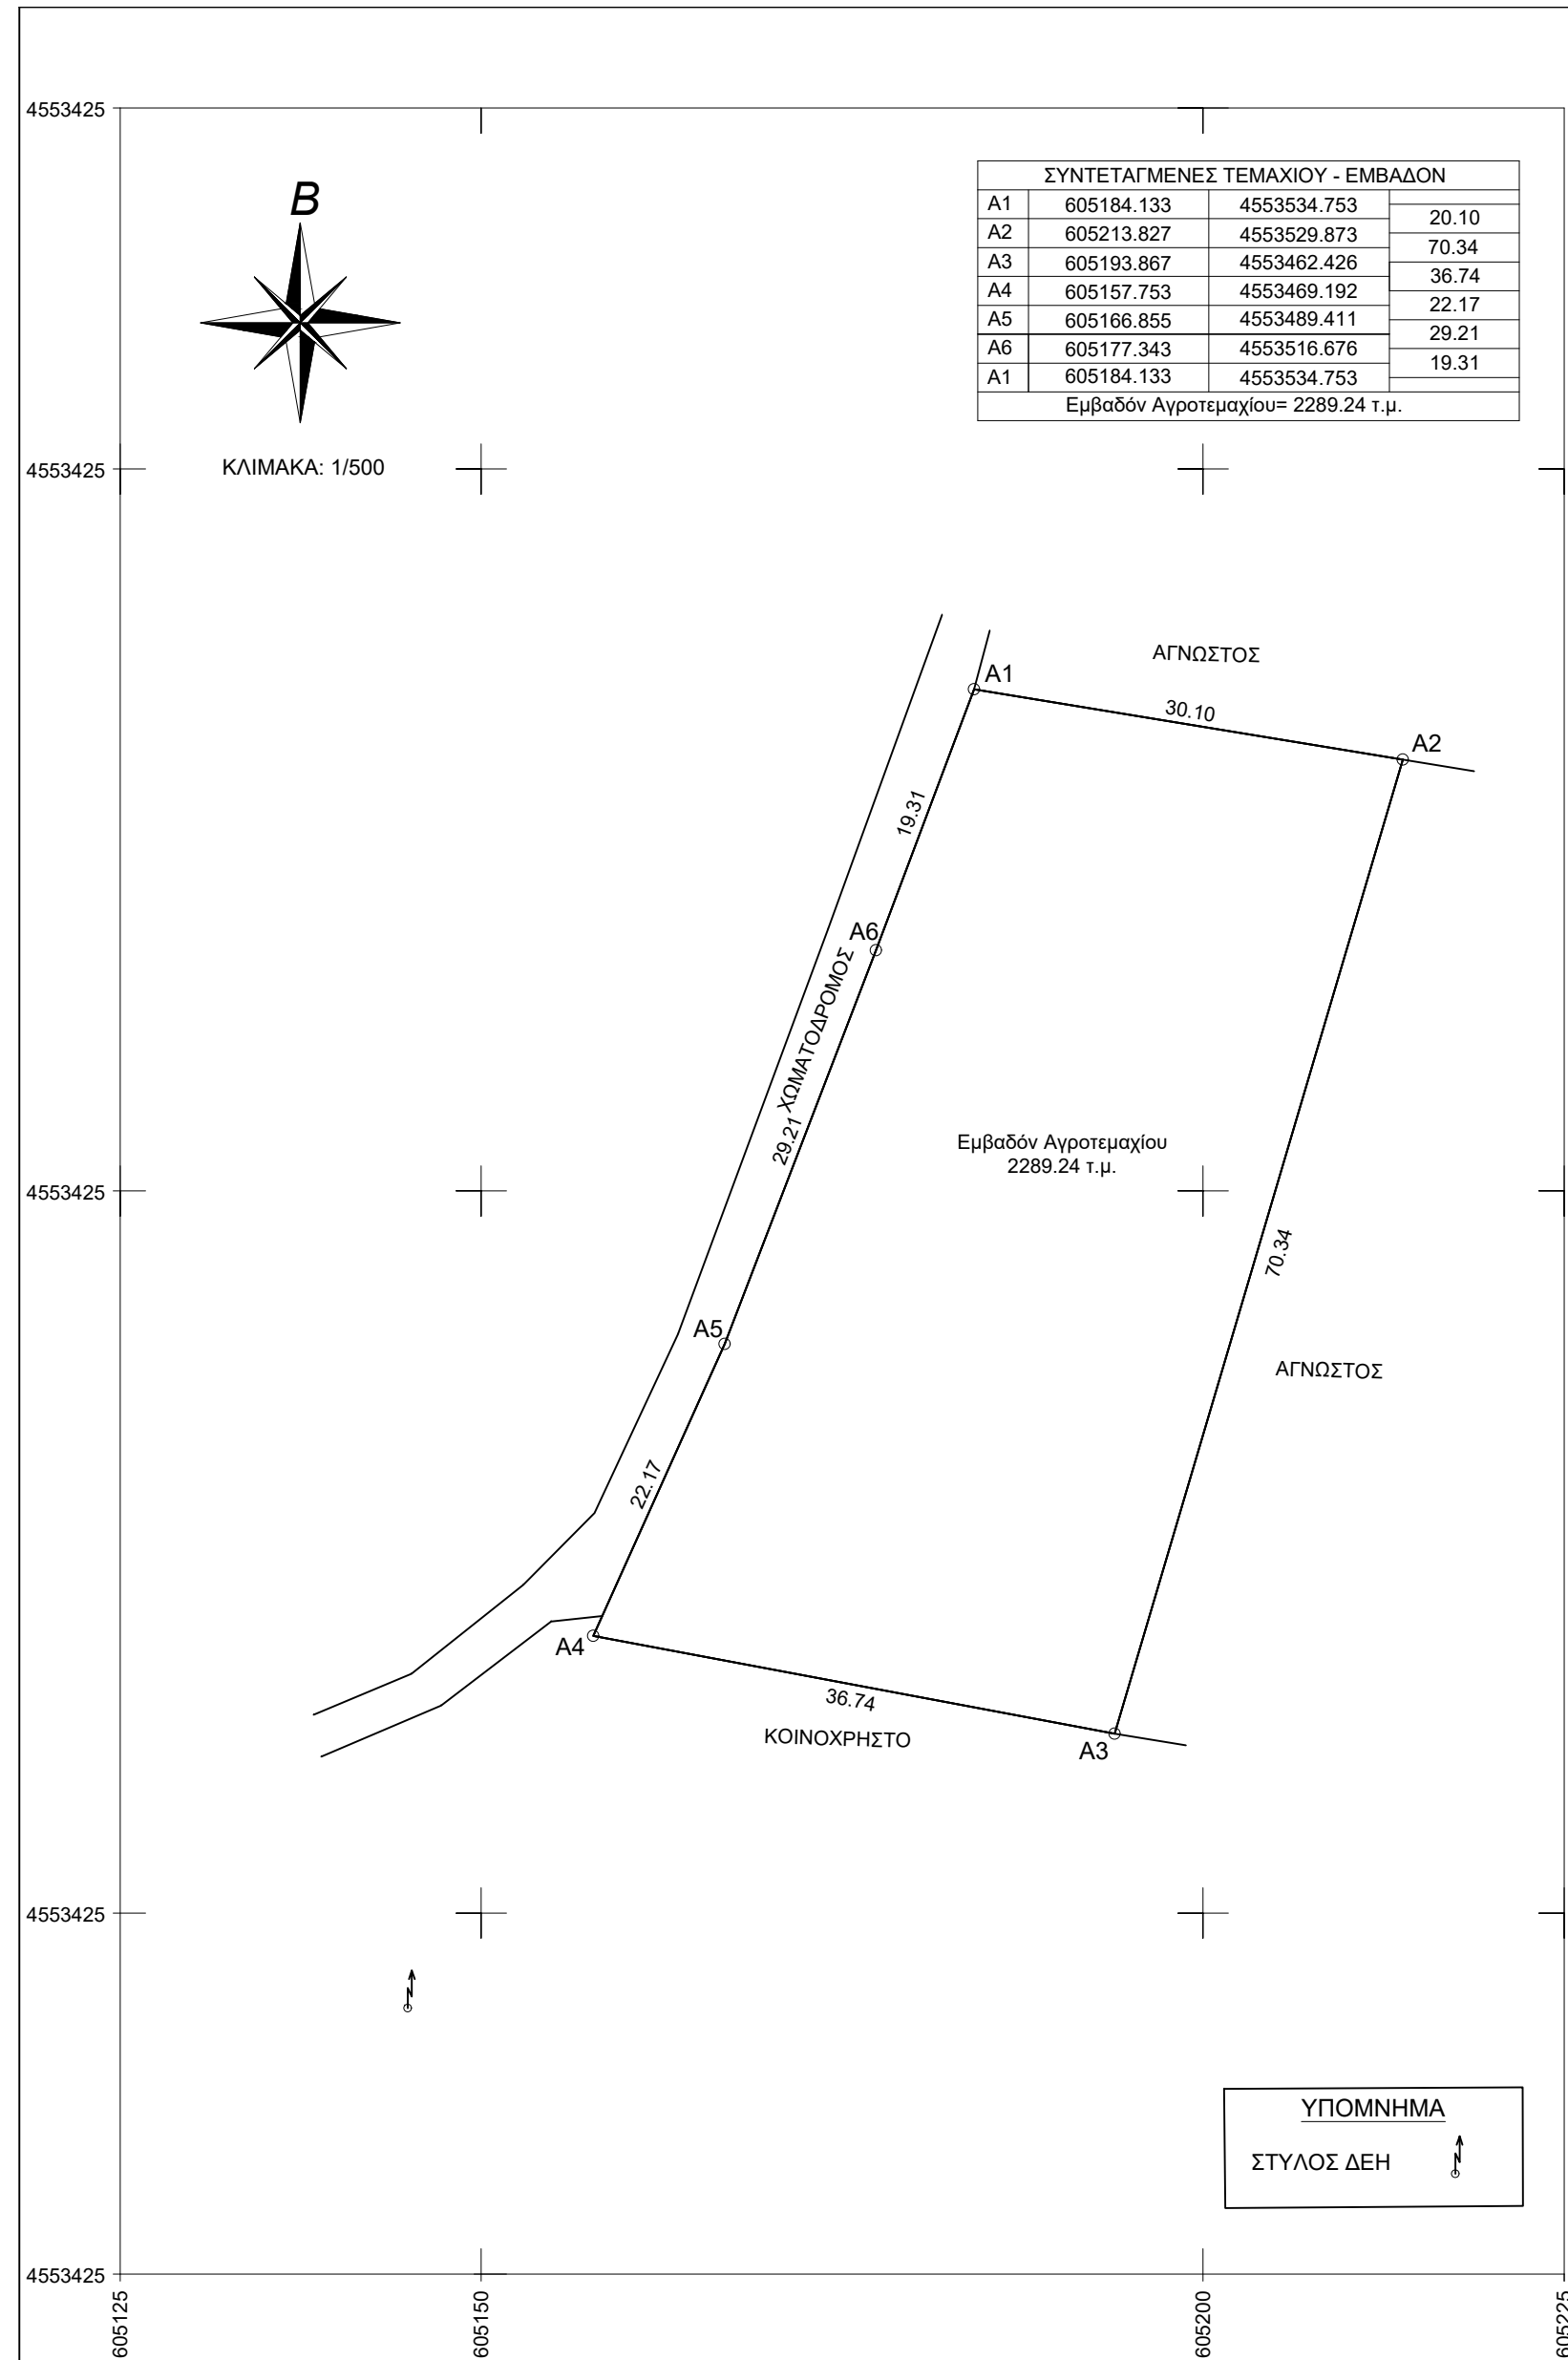 4553425
B
ΚΛΙΜΑΚΑ: 1/500
ΣΥΝΤΕΤΑΓΜΕΝΕΣ ΤΕΜΑΧΙΟΥ - ΕΜΒΑΔΟΝ
A1 605184.133 4553534.753
20.10
A2 605213.827 4553529.873
70.34
A3 605193.867 4553462.426
36.74
A4 605157.753 4553469.192
22.17
A5 605166.855 4553489.411
29.21
A6 605177.343 4553516.676
19.31
A1 605184.133 4553534.753
Εμβαδόν Αγροτεμαχίου= 2289.24 τ.μ.
4553425
ΑΓΝΩΣΤΟΣ
A1
30.10
A2
19.31
A6
ΧΩΜΑΤΟΔΡΟΜΟΣ
29.21
Εμβαδόν Αγροτεμαχίου
2289.24 τ.μ.
4553425
70.34
A5
ΑΓΝΩΣΤΟΣ
22.17
A4
36.74
ΚΟΙΝΟΧΡΗΣΤΟ
A3
4553425
ΥΠΟΜΝΗΜΑ
ΣΤΥΛΟΣ ΔΕΗ
4553425
605125
605150
605200
605225